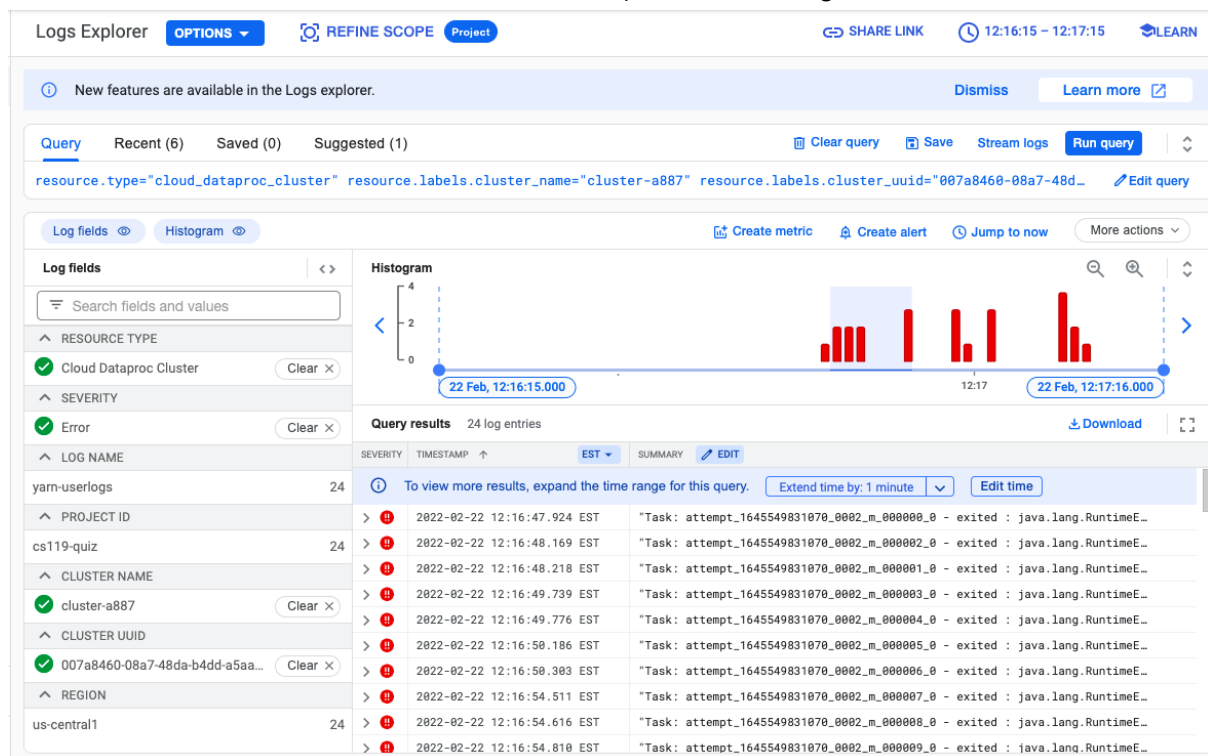 Logs Explorer OPTIONS REFINE SCOPE Project SHARE LINK 12:16:15 – 12:17:15 LEARN
New features are available in the Logs explorer. Dismiss Learn more
Query Recent (6) Saved (0) Suggested (1) Clear query Save Stream logs Run query
resource.type="cloud_dataproc_cluster" resource.labels.cluster_name="cluster-a887" resource.labels.cluster_uuid="007a8460-08a7-48d… Edit query
Log fields Histogram Create metric Create alert Jump to now More actions
Log fields
Search fields and values
RESOURCE TYPE
Cloud Dataproc Cluster Clear
SEVERITY
Error Clear
LOG NAME
yarn-userlogs 24
PROJECT ID
cs119-quiz 24
CLUSTER NAME
cluster-a887 Clear
CLUSTER UUID
007a8460-08a7-48da-b4dd-a5aa... Clear
REGION
us-central1 24
Histogram
4
2
0
22 Feb, 12:16:15.000 12:17 22 Feb, 12:17:16.000
Query results 24 log entries Download
SEVERITY TIMESTAMP EST SUMMARY EDIT
To view more results, expand the time range for this query. Extend time by: 1 minute Edit time
2022-02-22 12:16:47.924 EST "Task: attempt_1645549831070_0002_m_000000_0 - exited : java.lang.RuntimeE…
2022-02-22 12:16:48.169 EST "Task: attempt_1645549831070_0002_m_000002_0 - exited : java.lang.RuntimeE…
2022-02-22 12:16:48.218 EST "Task: attempt_1645549831070_0002_m_000001_0 - exited : java.lang.RuntimeE…
2022-02-22 12:16:49.739 EST "Task: attempt_1645549831070_0002_m_000003_0 - exited : java.lang.RuntimeE…
2022-02-22 12:16:49.776 EST "Task: attempt_1645549831070_0002_m_000004_0 - exited : java.lang.RuntimeE…
2022-02-22 12:16:50.186 EST "Task: attempt_1645549831070_0002_m_000005_0 - exited : java.lang.RuntimeE…
2022-02-22 12:16:50.303 EST "Task: attempt_1645549831070_0002_m_000006_0 - exited : java.lang.RuntimeE…
2022-02-22 12:16:54.511 EST "Task: attempt_1645549831070_0002_m_000007_0 - exited : java.lang.RuntimeE…
2022-02-22 12:16:54.616 EST "Task: attempt_1645549831070_0002_m_000008_0 - exited : java.lang.RuntimeE…
2022-02-22 12:16:54.810 EST "Task: attempt_1645549831070_0002_m_000009_0 - exited : java.lang.RuntimeE…